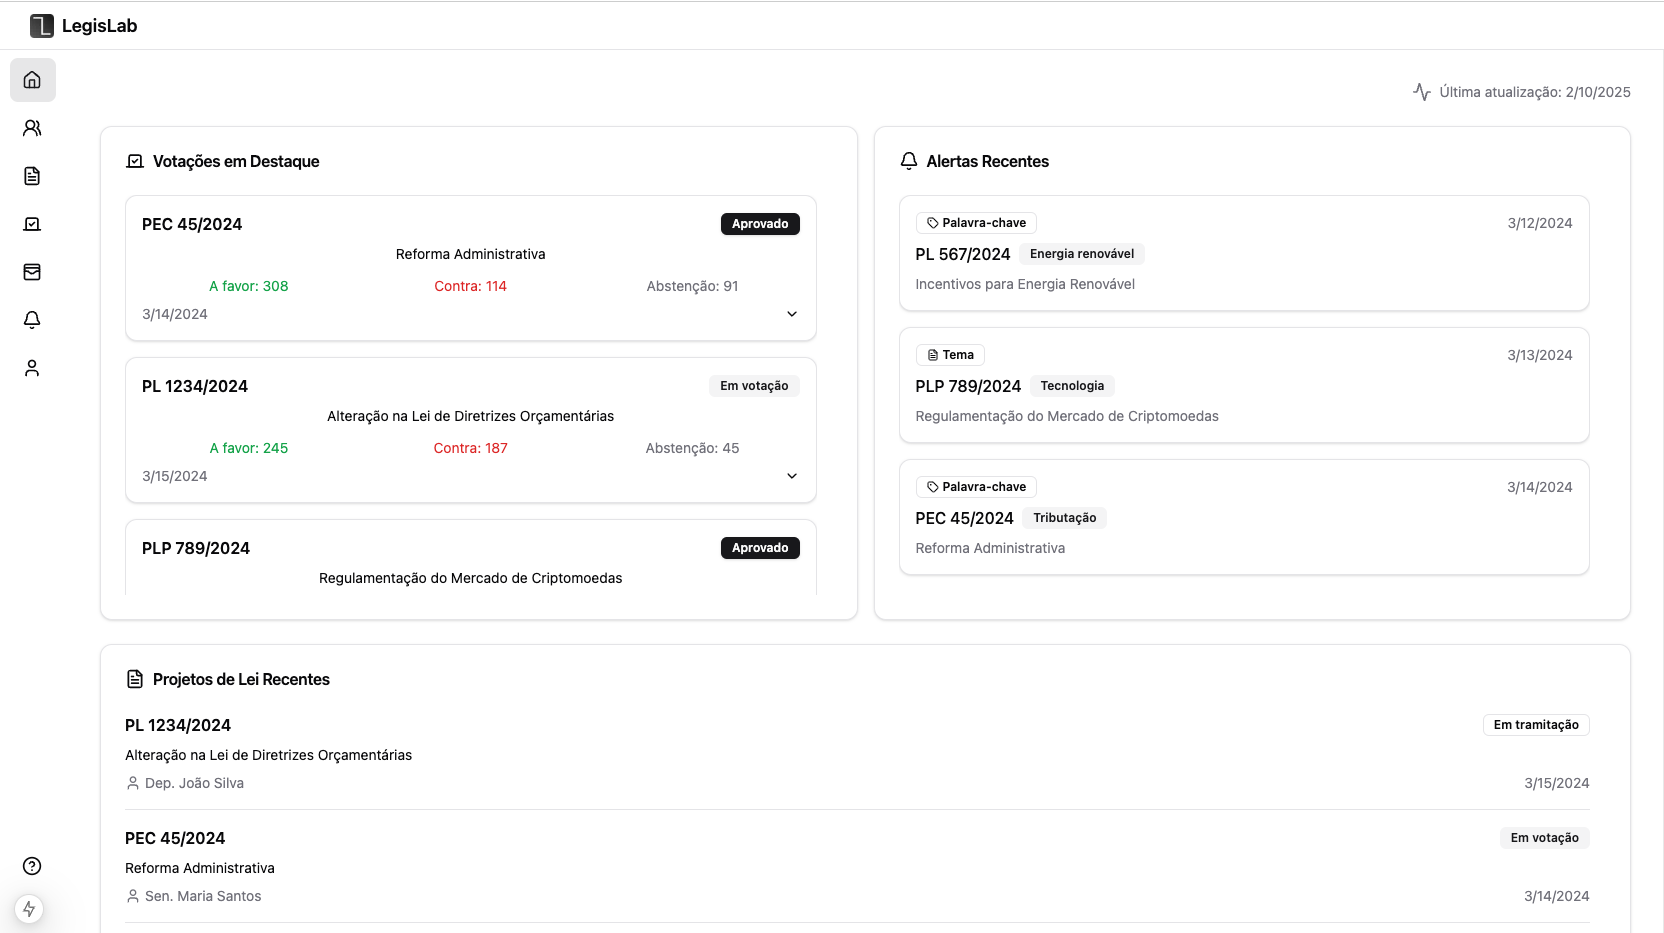 LegisLab
Última atualização: 2/10/2025
Votações em Destaque
PEC 45/2024
Aprovado
Reforma Administrativa
A favor: 308
Contra: 114
Abstenção: 91
3/14/2024
PL 1234/2024
Em votação
Alteração na Lei de Diretrizes Orçamentárias
A favor: 245
Contra: 187
Abstenção: 45
3/15/2024
PLP 789/2024
Aprovado
Regulamentação do Mercado de Criptomoedas
Alertas Recentes
Palavra-chave
3/12/2024
PL 567/2024
Energia renovável
Incentivos para Energia Renovável
Tema
3/13/2024
PLP 789/2024
Tecnologia
Regulamentação do Mercado de Criptomoedas
Palavra-chave
3/14/2024
PEC 45/2024
Tributação
Reforma Administrativa
Projetos de Lei Recentes
PL 1234/2024
Em tramitação
Alteração na Lei de Diretrizes Orçamentárias
Dep. João Silva
3/15/2024
PEC 45/2024
Em votação
Reforma Administrativa
Sen. Maria Santos
3/14/2024